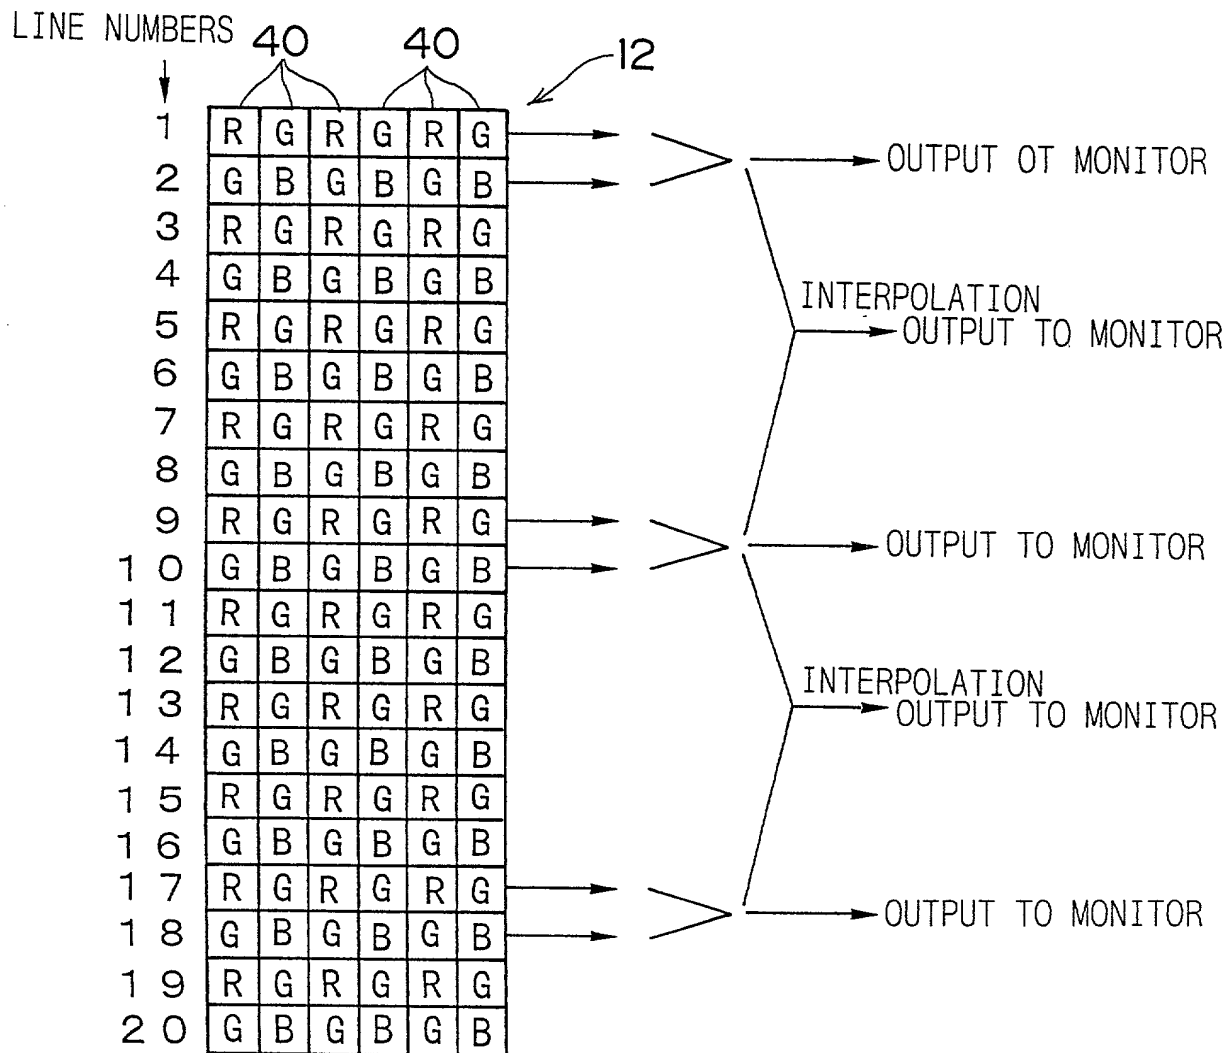 LINE NUMBERS 40 40 12
1 R G R G R G
2 G B G B G B OUTPUT OT MONITOR
3 R G R G R G
4 G B G B G B INTERPOLATION
5 R G R G R G OUTPUT TO MONITOR
6 G B G B G B
7 R G R G R G
8 G B G B G B
9 R G R G R G
10 G B G B G B OUTPUT TO MONITOR
11 R G R G R G
12 G B G B G B
13 R G R G R G INTERPOLATION
OUTPUT TO MONITOR
14 G B G B G B
15 R G R G R G
16 G B G B G B
17 R G R G R G
18 G B G B G B OUTPUT TO MONITOR
19 R G R G R G
20 G B G B G B